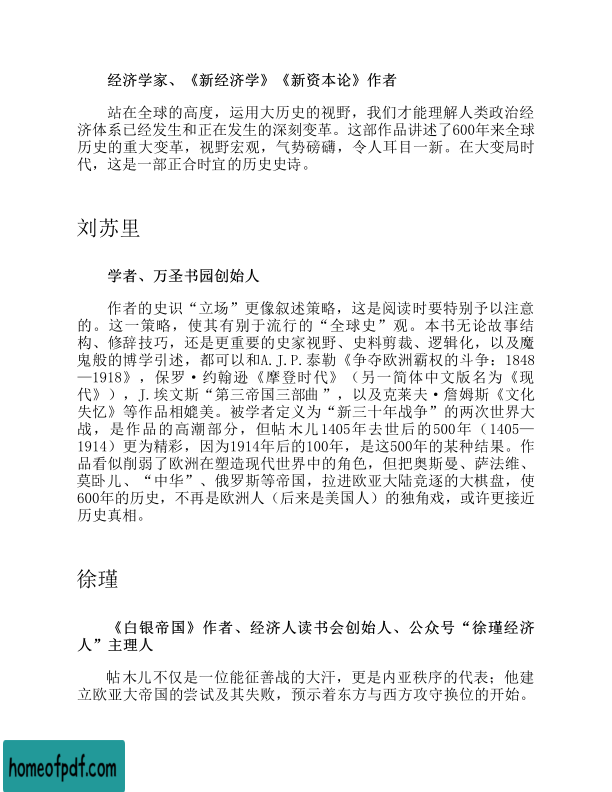 经济学家、《新经济学》《新资本论》作者
站在全球的高度，运用大历史的视野，我们才能理解人类政治经
济体系已经发生和正在发生的深刻变革。这部作品讲述了600年来全球
历史的重大变革，视野宏观，气势磅礴，令人耳目一新。在大变局时
代，这是一部正合时宜的历史史诗。
刘苏里
学者、万圣书园创始人
作者的史识“立场”更像叙述策略，这是阅读时要特别予以注意
的。这一策略，使其有别于流行的“全球史”观。本书无论故事结
构、修辞技巧，还是更重要的史家视野、史料剪裁、逻辑化，以及魔
鬼般的博学引述，都可以和A.J.P.泰勒《争夺欧洲霸权的斗争：1848
—1918》，保罗·约翰逊《摩登时代》（另一简体中文版名为《现
代》），J.埃文斯“第三帝国三部曲”，以及克莱夫·詹姆斯《文化
失忆》等作品相媲美。被学者定义为“新三十年战争”的两次世界大
战，是作品的高潮部分，但帖木儿1405年去世后的500年（1405—
1914）更为精彩，因为1914年后的100年，是这500年的某种结果。作
品看似削弱了欧洲在塑造现代世界中的角色，但把奥斯曼、萨法维、
莫卧儿、“中华”、俄罗斯等帝国，拉进欧亚大陆竞逐的大棋盘，使
600年的历史，不再是欧洲人（后来是美国人）的独角戏，或许更接近
历史真相。
徐瑾
《白银帝国》作者、经济人读书会创始人、公众号“徐瑾经济
人”主理人
帖木儿不仅是一位能征善战的大汗，更是内亚秩序的代表；他建
立欧亚大帝国的尝试及其失败，预示着东方与西方攻守换位的开始。
homeofpdf.com